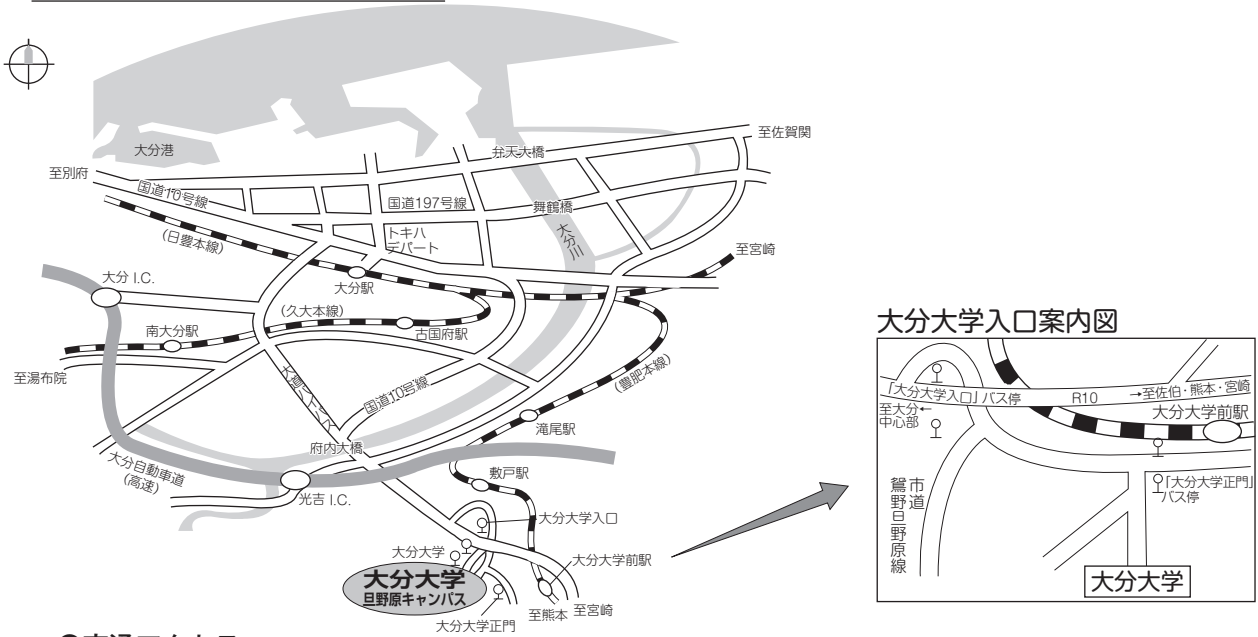 大分港
弁天大橋
至佐賀関
至別府
国道10号線
国道197号線
舞鶴橋
トキハ
デパート
大分川
(日豊本線)
至宮崎
大分 I.C.
大分駅
(久大本線)
南大分駅
古国府駅
至湯布院
大道バイパス
国道10号線
(豊肥本線)
滝尾駅
府内大橋
大分自動車道
(高速)
光吉 I.C.
敷戸駅
大分大学入口
大分大学
大分大学前駅
大分大学
旦野原キャンパス
至熊本
至宮崎
大分大学正門
大分大学入口案内図
「大分大学入口」バス停
R10
→至佐伯・熊本・宮崎
至大分←
中心部
大分大学前駅
「大分大学正門」
バス停
市道
鴛野旦野原線
大分大学